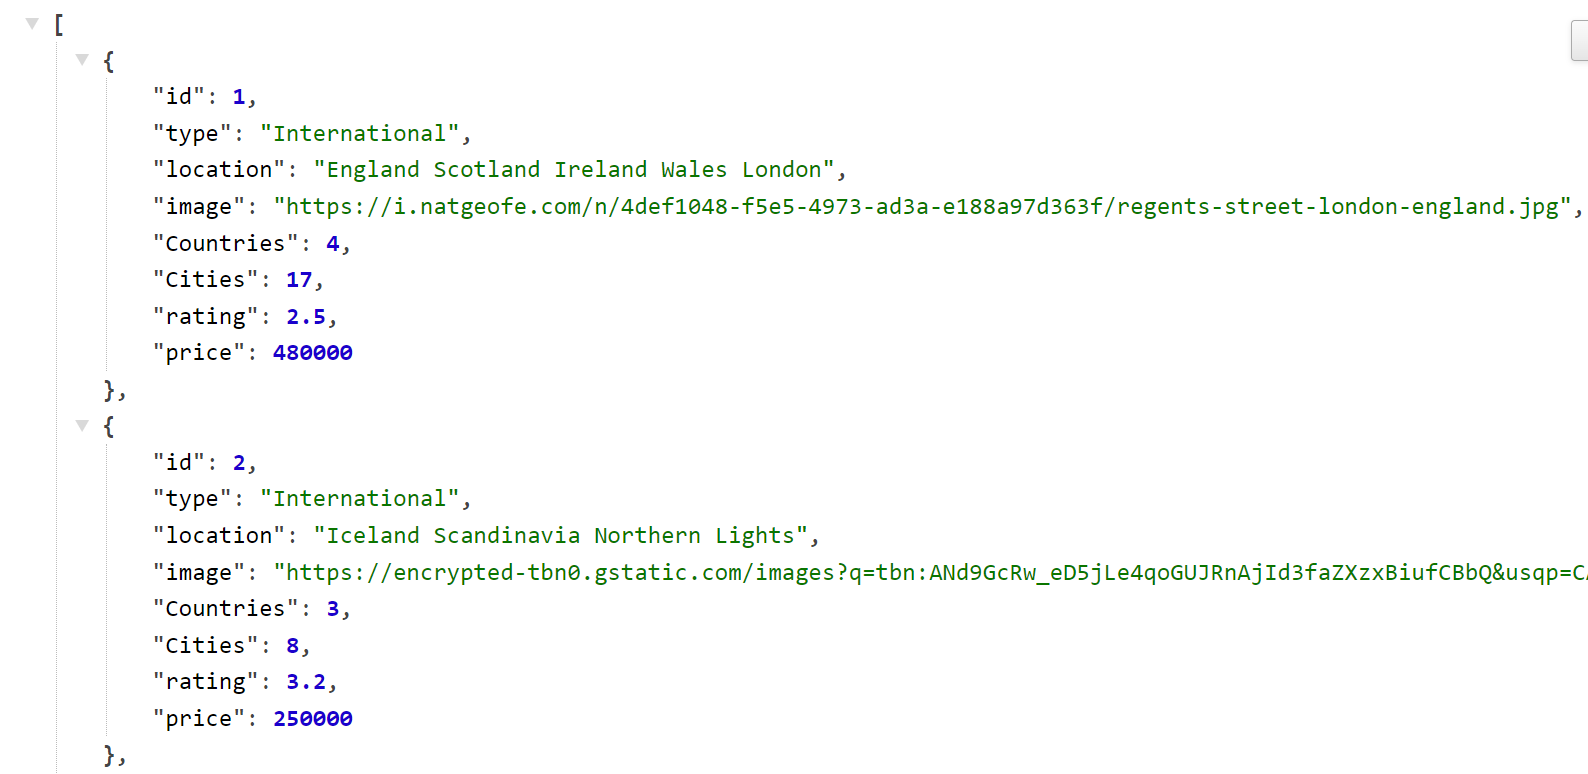 [
{
"id": 1,
"type": "International",
"location": "England Scotland Ireland Wales London",
"image": "https://i.natgeofe.com/n/4def1048-f5e5-4973-ad3a-e188a97d363f/regents-street-london-england.jpg",
"Countries": 4,
"Cities": 17,
"rating": 2.5,
"price": 480000
},
{
"id": 2,
"type": "International",
"location": "Iceland Scandinavia Northern Lights",
"image": "https://encrypted-tbn0.gstatic.com/images?q=tbn:ANd9GcRw_eD5jLe4qoGUJRnAjId3faZXzxBiufCBbQ&usqp=CA
"Countries": 3,
"Cities": 8,
"rating": 3.2,
"price": 250000
},